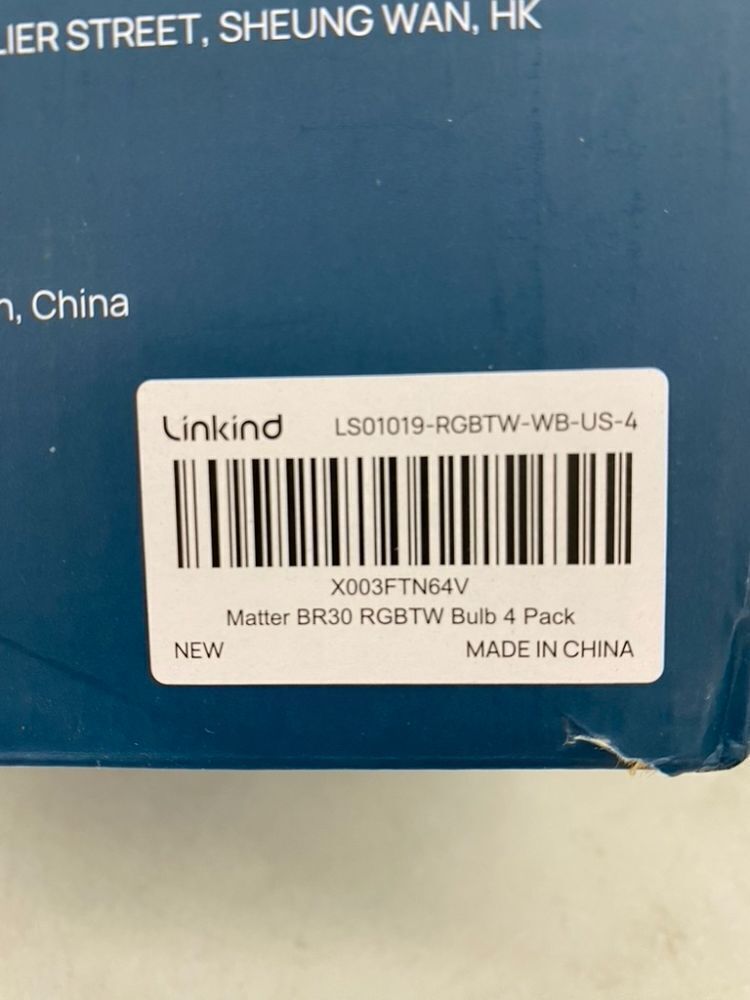 STREET, SHEUNG WAN, HK
China
Linkind LS01019-RGBTW-WB-US-4
X003FTN64V
Matter BR30 RGBTW Bulb 4 Pack
NEW MADE IN CHINA